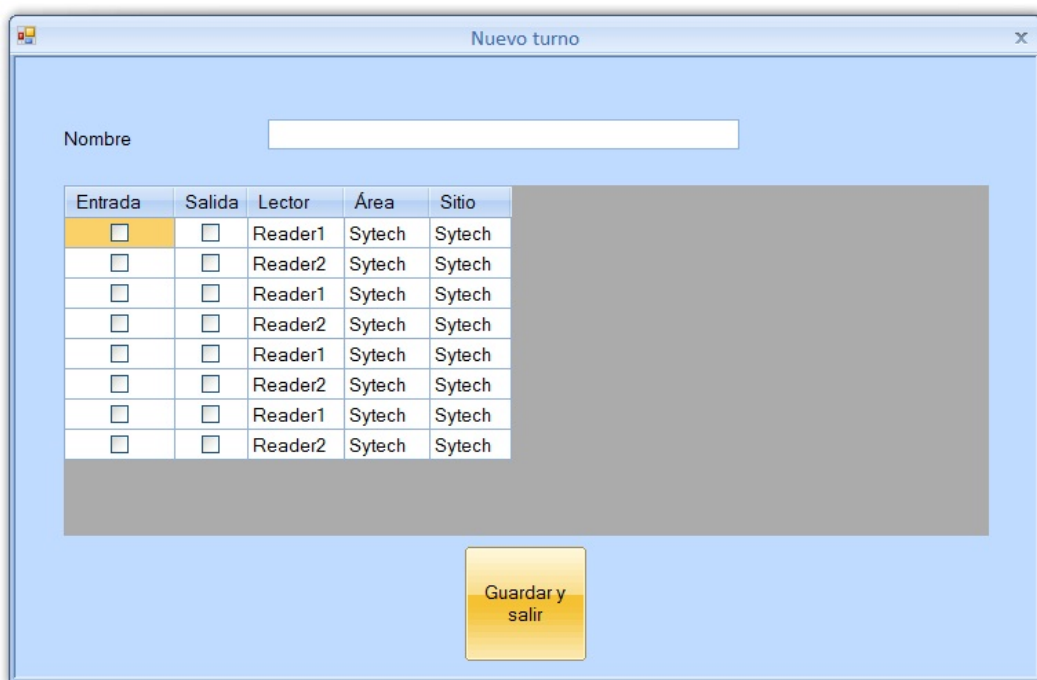 Nuevo turno
x
Nombre
Entrada Salida Lector Área Sitio
Reader1 Sytech Sytech
Reader2 Sytech Sytech
Reader1 Sytech Sytech
Reader2 Sytech Sytech
Reader1 Sytech Sytech
Reader2 Sytech Sytech
Reader1 Sytech Sytech
Reader2 Sytech Sytech
Guardar y
salir